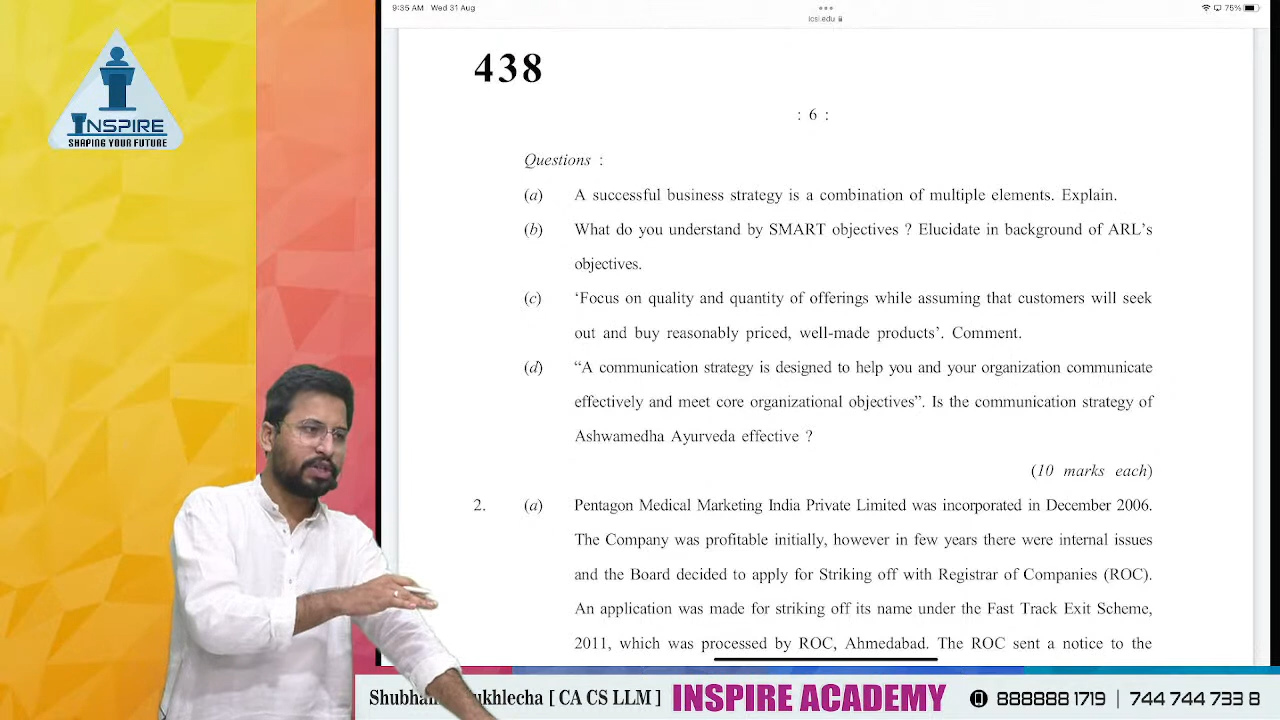 9:35 AM Wed 31 Aug
icsi.edu
75%
INSPIRE
SHAPING YOUR FUTURE
438
: 6 :
Questions :
(a) A successful business strategy is a combination of multiple elements. Explain.
(b) What do you understand by SMART objectives ? Elucidate in background of ARL's
objectives.
(c) 'Focus on quality and quantity of offerings while assuming that customers will seek
out and buy reasonably priced, well-made products'. Comment.
(d) “A communication strategy is designed to help you and your organization communicate
effectively and meet core organizational objectives”. Is the communication strategy of
Ashwamedha Ayurveda effective ?
(10 marks each)
2. (a) Pentagon Medical Marketing India Private Limited was incorporated in December 2006.
The Company was profitable initially, however in few years there were internal issues
and the Board decided to apply for Striking off with Registrar of Companies (ROC).
An application was made for striking off its name under the Fast Track Exit Scheme,
2011, which was processed by ROC, Ahmedabad. The ROC sent a notice to the
[ CA CS LLM ] INSPIRE ACADEMY 888888 1719 | 744 744 733 8